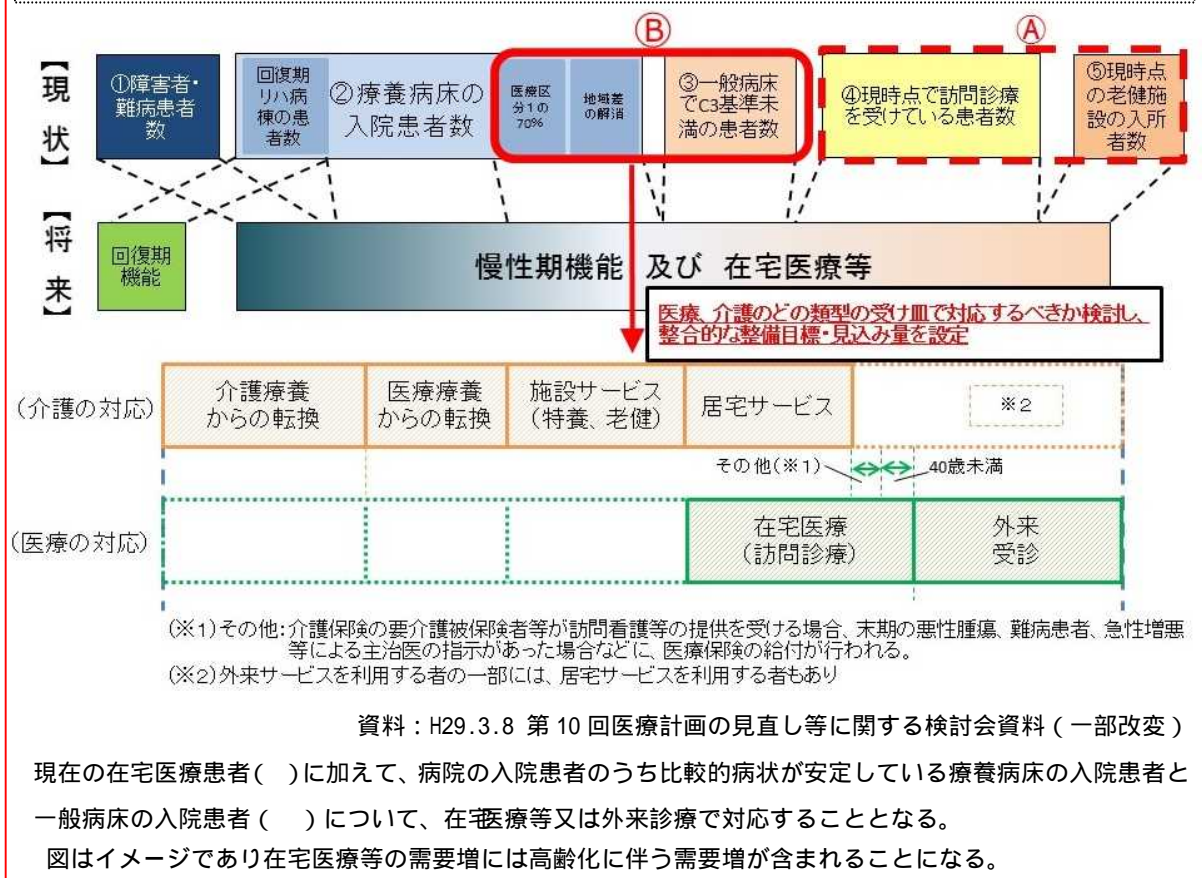 Ⓑ
Ⓐ
【現状】
①障害者・
難病患者
数
回復期
リハ病
棟の患
者数
②療養病床の
入院患者数
医療区
分1の
70%
地域差
の解消
③一般病床
でC3基準未
満の患者数
④現時点で訪問診療
を受けている患者数
⑤現時点
の老健施
設の入所
者数
【将来】
回復期
機能
慢性期機能 及び 在宅医療等
医療、介護のどの類型の受け皿で対応するべきか検討し、
整合的な整備目標・見込み量を設定
(介護の対応)
介護療養
からの転換
医療療養
からの転換
施設サービス
(特養、老健)
居宅サービス
※2
その他(※1)
40歳未満
(医療の対応)
在宅医療
(訪問診療)
外来
受診
(※1)その他:介護保険の要介護被保険者等が訪問看護等の提供を受ける場合、末期の悪性腫瘍、難病患者、急性増悪
等による主治医の指示があった場合などに、医療保険の給付が行われる。
(※2)外来サービスを利用する者の一部には、居宅サービスを利用する者もあり
資料:H29.3.8 第10回医療計画の見直し等に関する検討会資料(一部改変)
現在の在宅医療患者( )に加えて、病院の入院患者のうち比較的病状が安定している療養病床の入院患者と
一般病床の入院患者( )について、在宅医療等又は外来診療で対応することとなる。
図はイメージであり在宅医療等の需要増には高齢化に伴う需要増が含まれることになる。